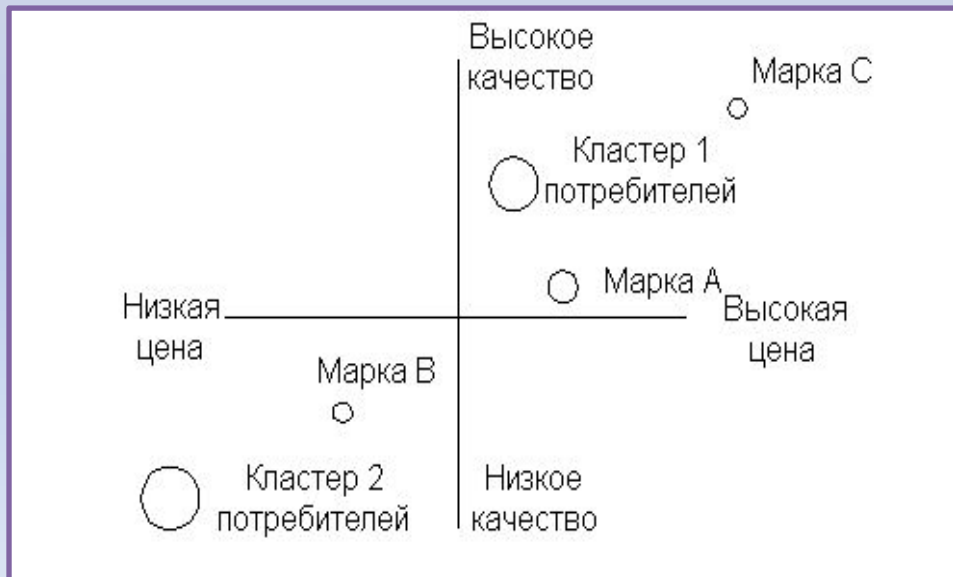 Высокое
качество
Марка С
Кластер 1
потребителей
Марка А
Низкая
цена
Высокая
цена
Марка В
Кластер 2
потребителей
Низкое
качество